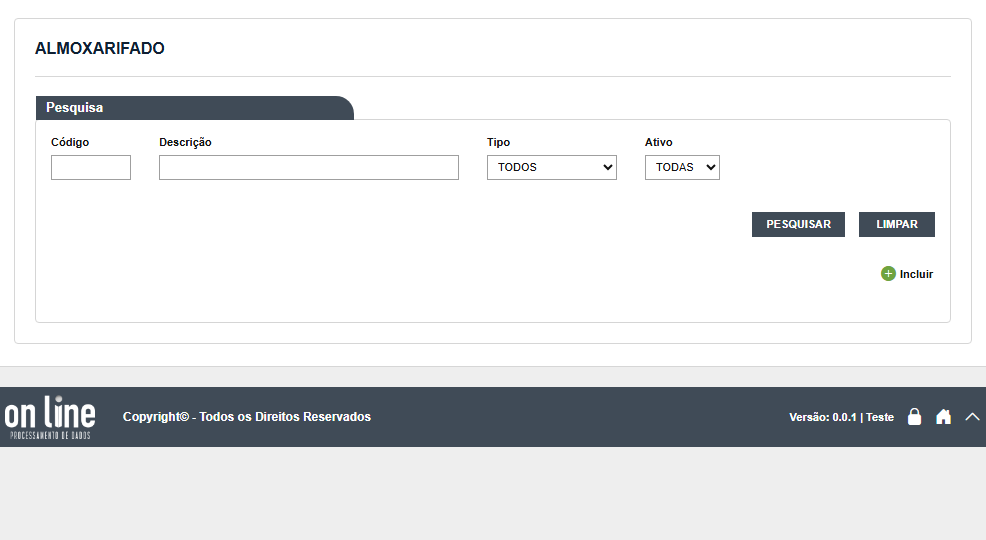 ALMOXARIFADO
Pesquisa
Código Descrição Tipo Ativo
TODOS TODAS
PESQUISAR LIMPAR
Incluir
on line
PROCESSAMENTO DE DADOS
Copyright© - Todos os Direitos Reservados
Versão: 0.0.1 | Teste